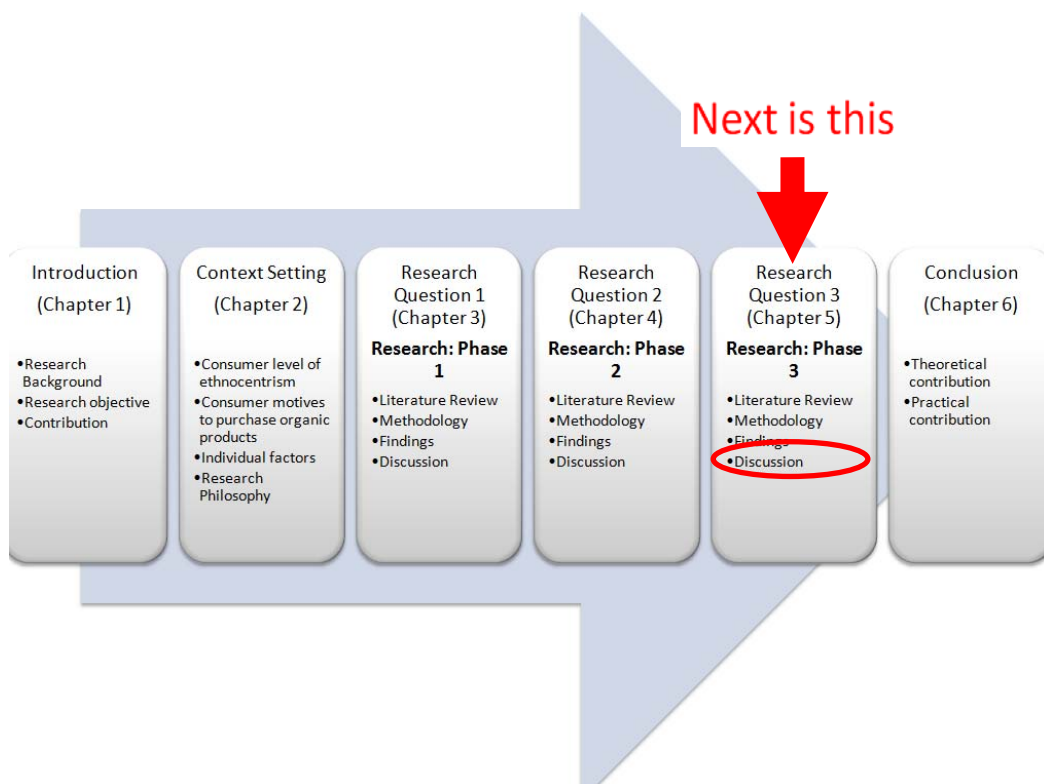 Next is this
Introduction
(Chapter 1)
•Research
Background
•Research objective
•Contribution
Context Setting
(Chapter 2)
•Consumer level of
ethnocentrism
•Consumer motives
to purchase organic
products
•Individual factors
•Research
Philosophy
Research
Question 1
(Chapter 3)
Research: Phase
1
•Literature Review
•Methodology
•Findings
•Discussion
Research
Question 2
(Chapter 4)
Research: Phase
2
•Literature Review
•Methodology
•Findings
•Discussion
Research
Question 3
(Chapter 5)
Research: Phase
3
•Literature Review
•Methodology
•Findings
•Discussion
Conclusion
(Chapter 6)
•Theoretical
contribution
•Practical
contribution